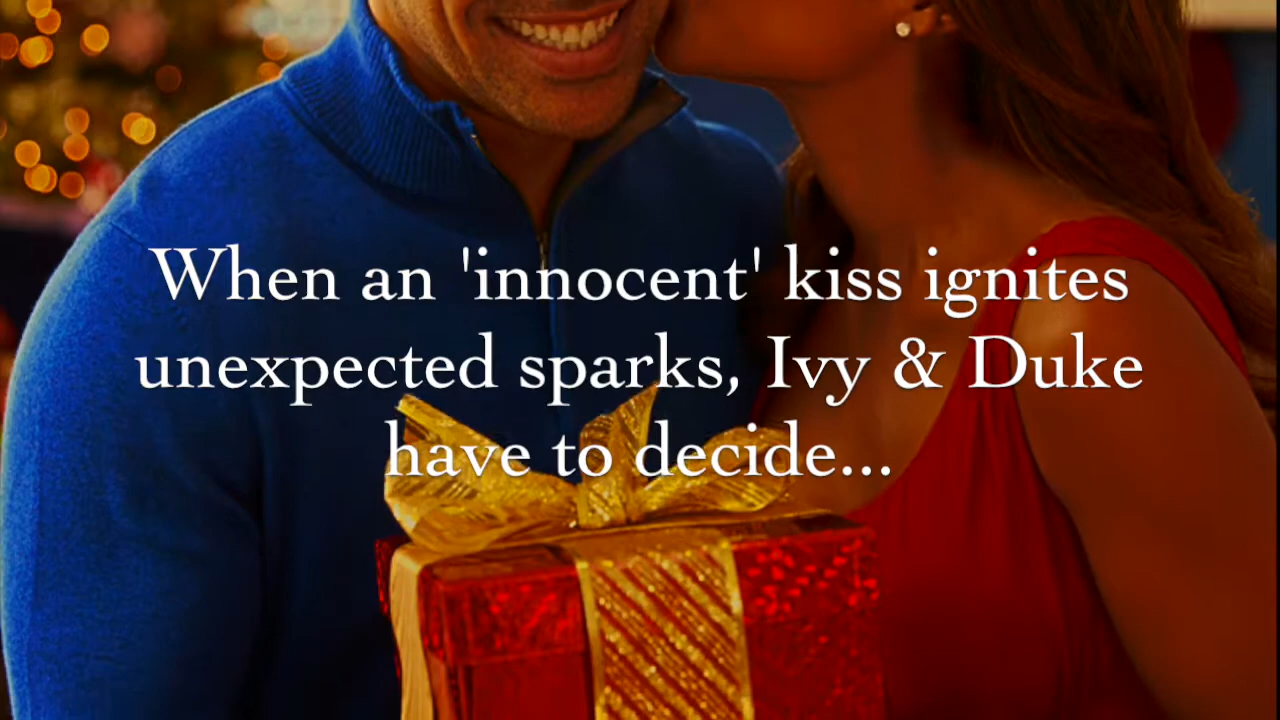 When an 'innocent' kiss ignites
unexpected sparks, Ivy & Duke
have to decide...